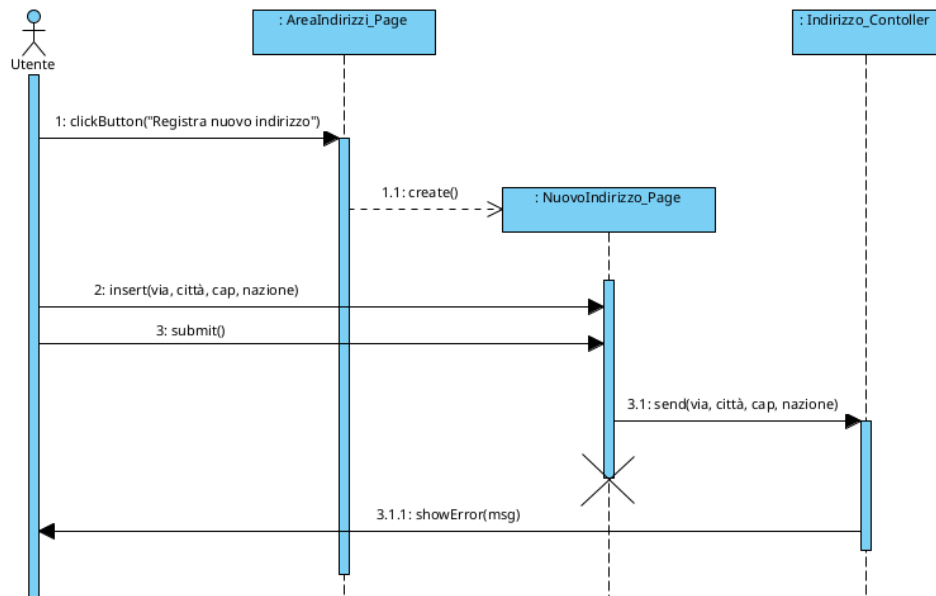 : AreaIndirizzi_Page
: Indirizzo_Contoller
Utente
1: clickButton("Registra nuovo indirizzo")
1.1: create()
: NuovoIndirizzo_Page
2: insert(via, città, cap, nazione)
3: submit()
3.1: send(via, città, cap, nazione)
3.1.1: showError(msg)